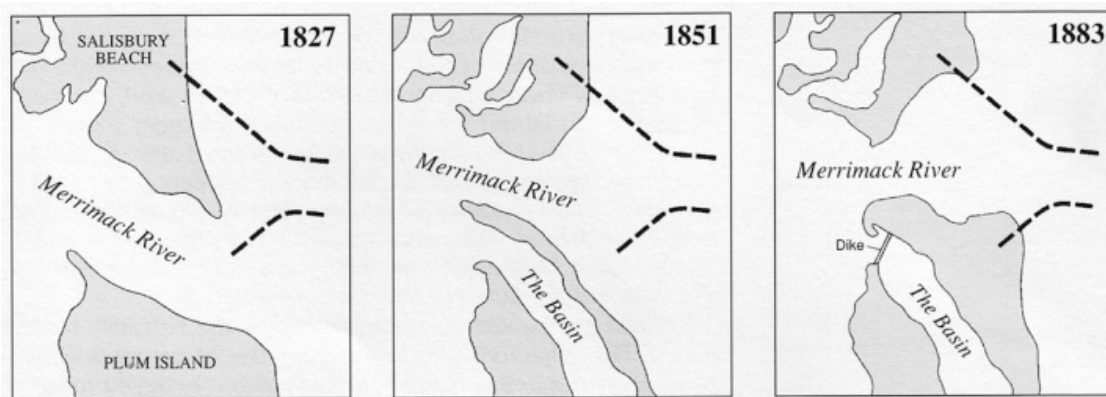 1827
SALISBURY
BEACH
Merrimack River
PLUM ISLAND
1851
Merrimack River
The Basin
1883
Merrimack River
Dike
The Basin